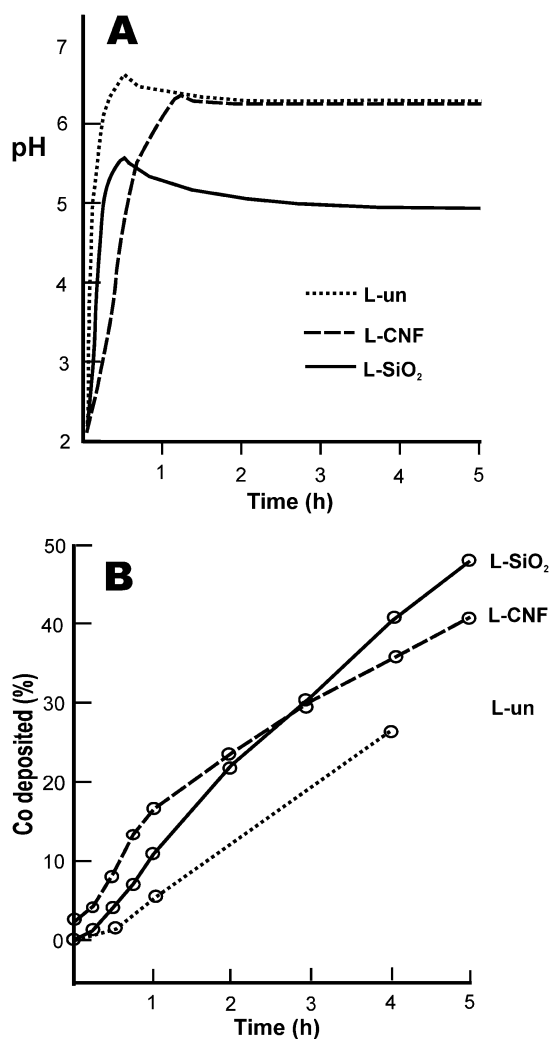 A
7
6
pH
5
4
L-un
L-CNF
3
L-SiO₂
2
1 2 3 4 5
Time (h)
50
B
L-SiO₂
40
L-CNF
30
L-un
Co deposited (%)
20
10
0
1 2 3 4 5
Time (h)